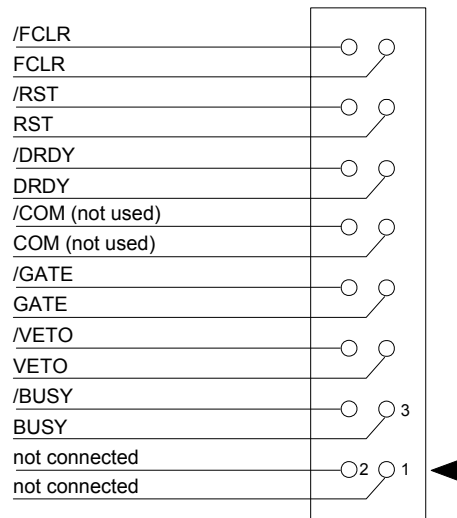 /FCLR
FCLR
/RST
RST
/DRDY
DRDY
/COM (not used)
COM (not used)
/GATE
GATE
/VETO
VETO
/BUSY
3
BUSY
not connected
2 1
not connected